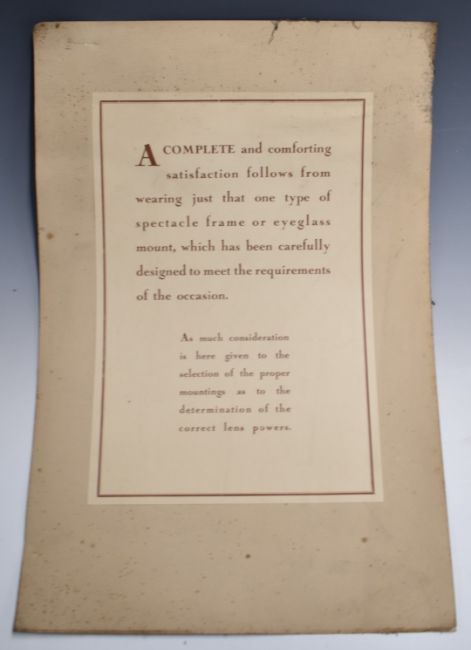 A COMPLETE and comforting
satisfaction follows from
wearing just that one type of
spectacle frame or eyeglass
mount, which has been carefully
designed to meet the requirements
of the occasion.
As much consideration
is here given to the
selection of the proper
mountings as to the
determination of the
correct lens powers.